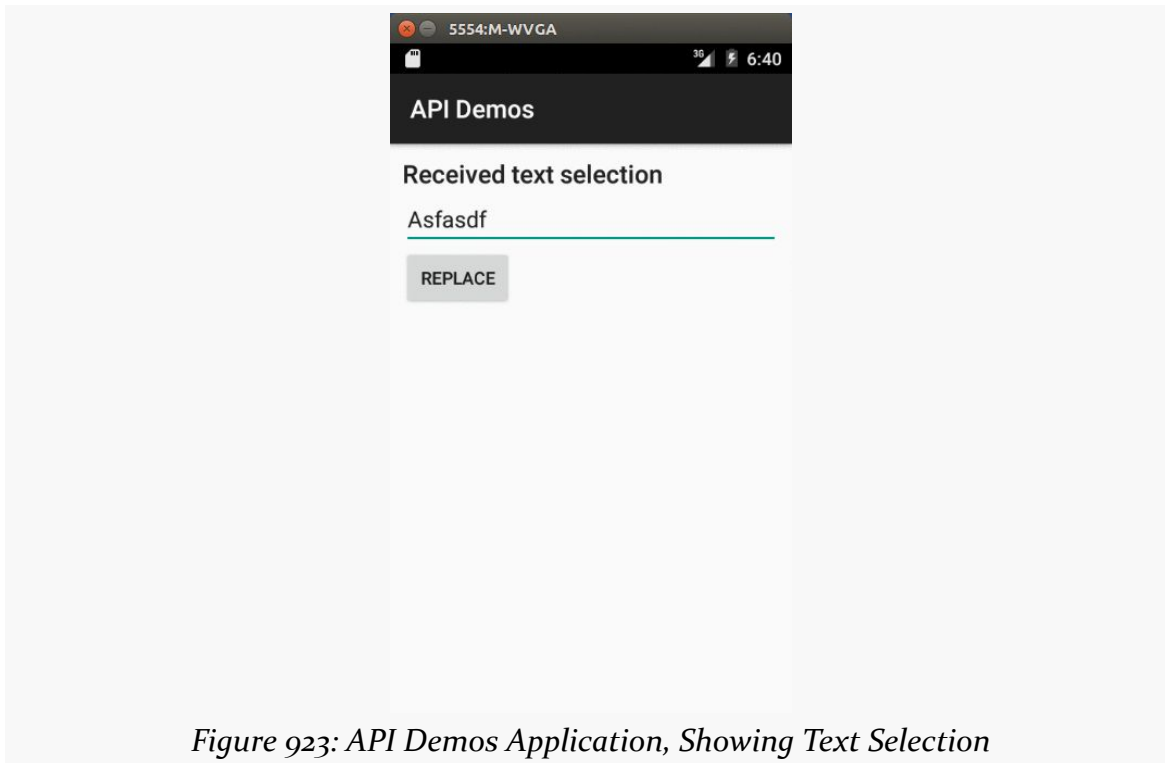 5554:M-WVGA
3G 6:40
API Demos
Received text selection
Asfasdf
REPLACE
Figure 923: API Demos Application, Showing Text Selection